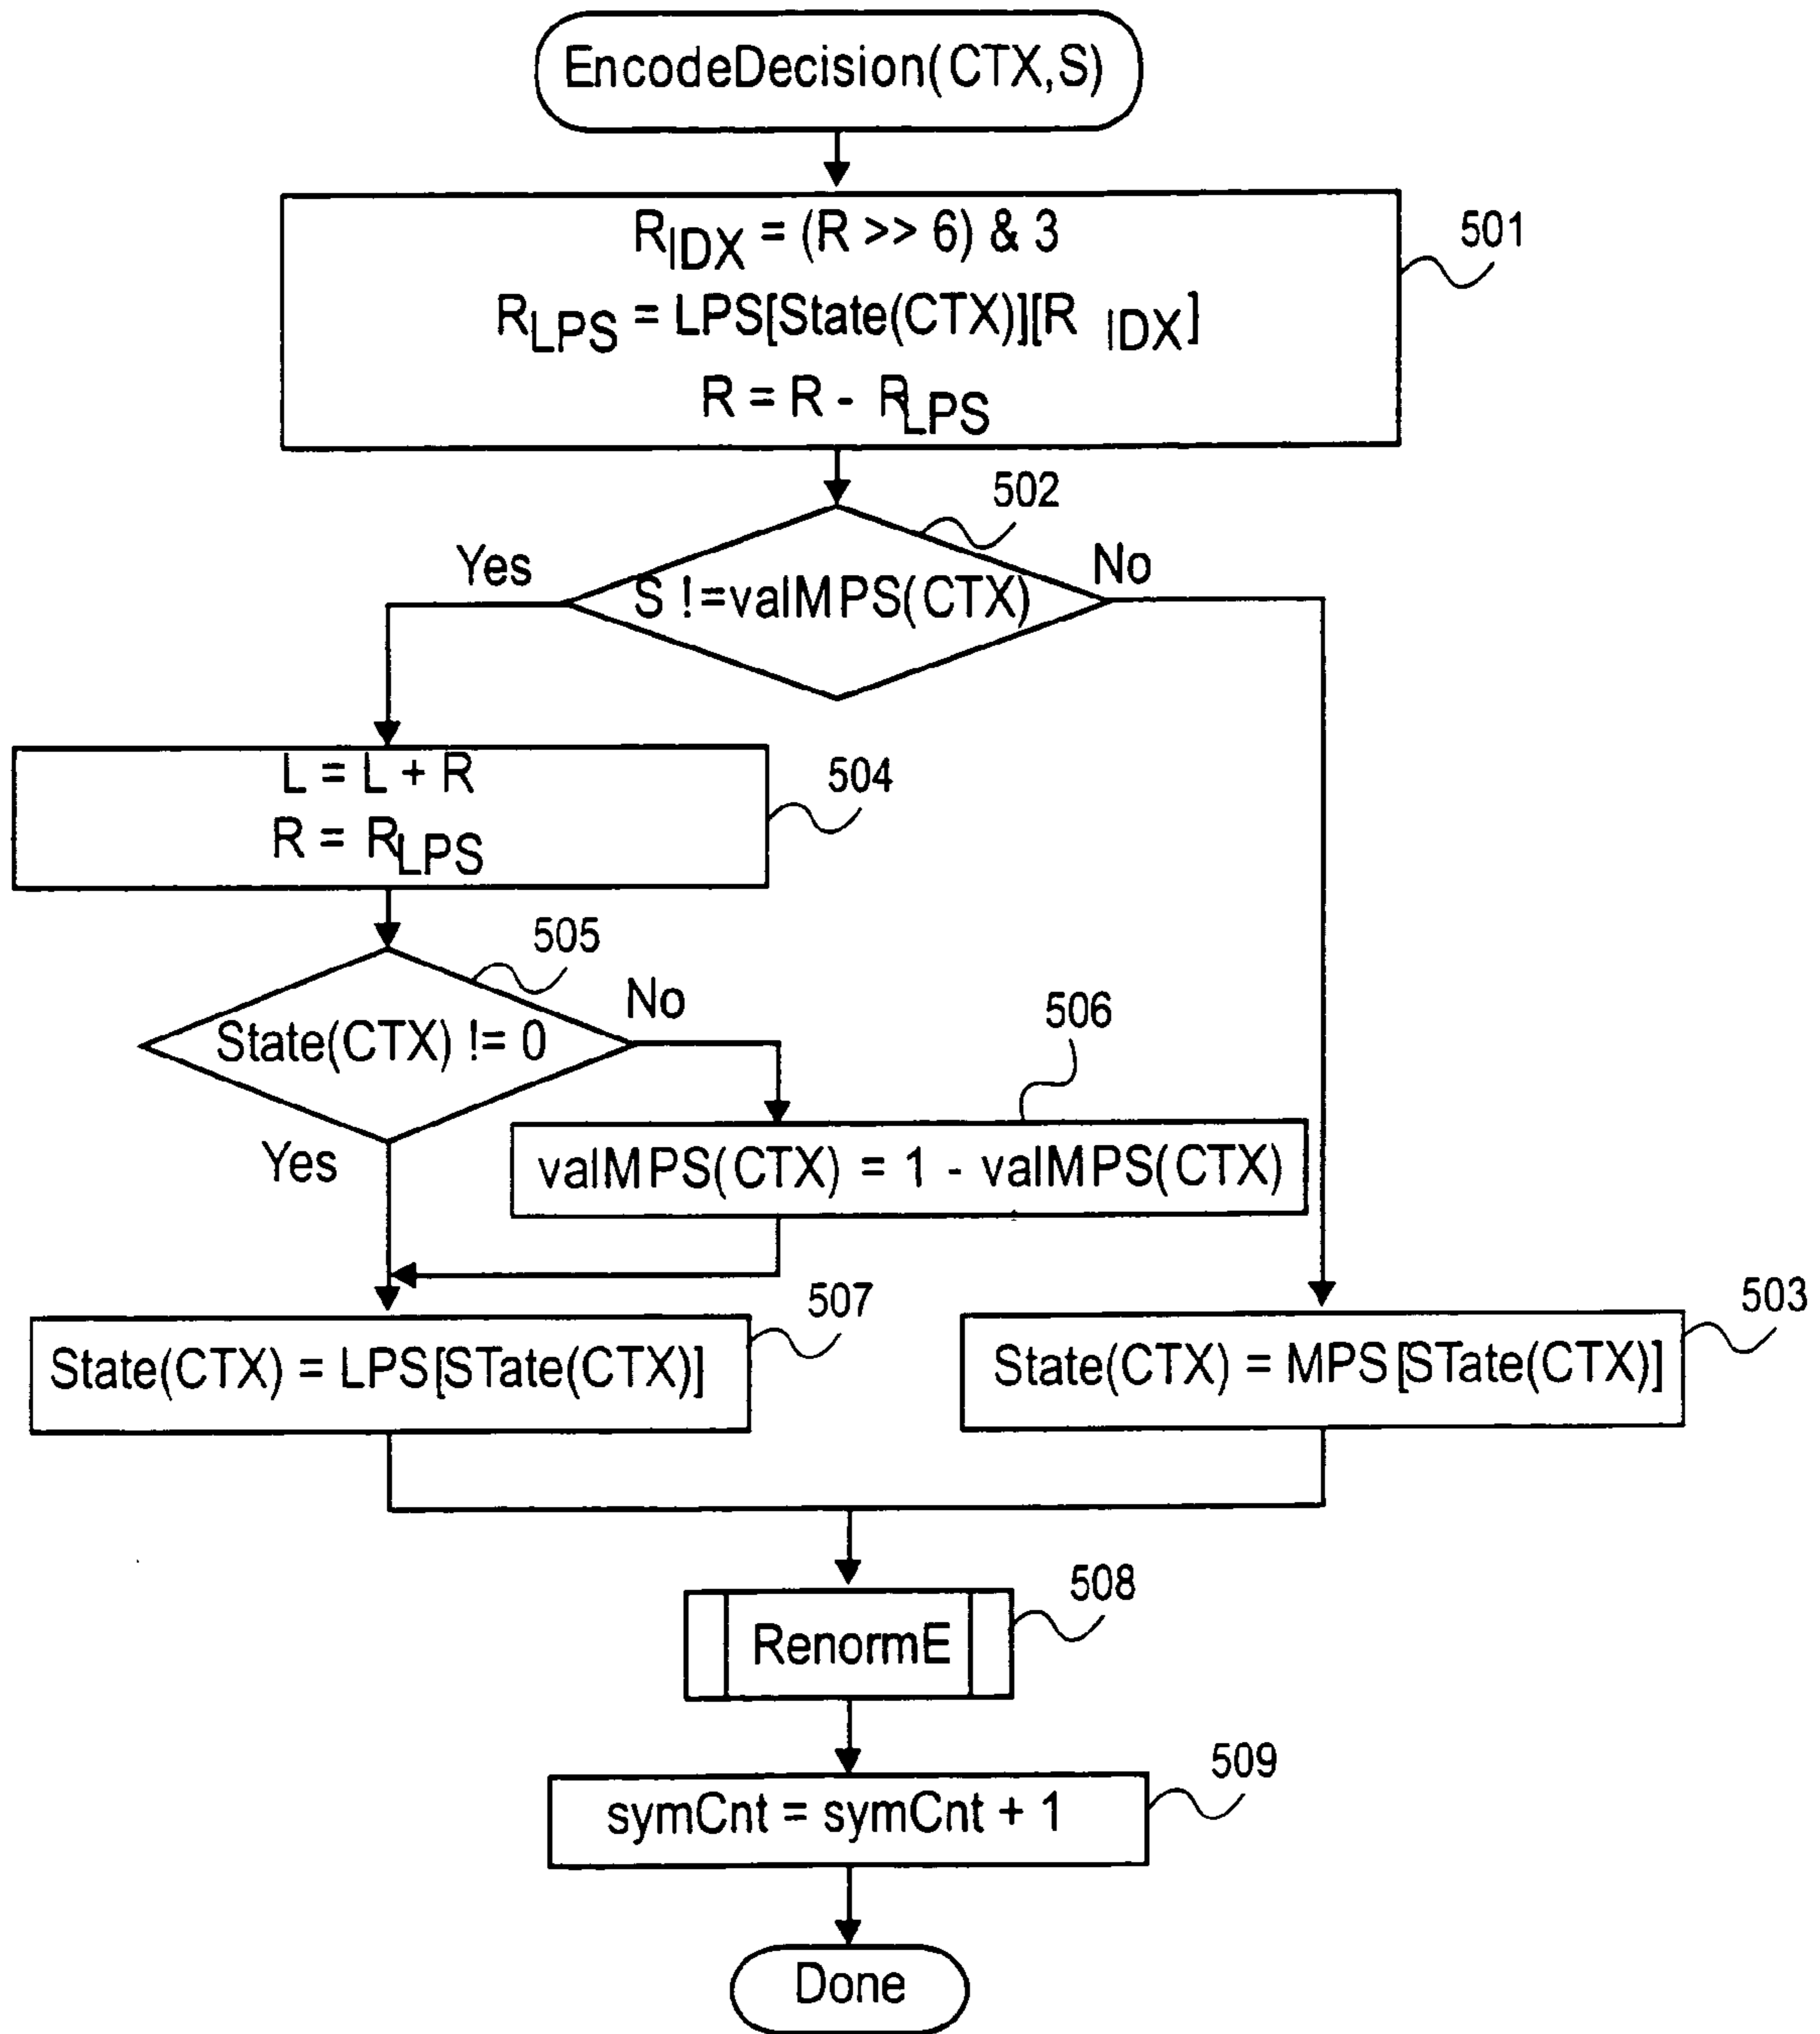 EncodeDecision(CTX,S)
RIDX = (R >> 6) & 3
RLPS = LPS[State(CTX)][R IDX]
R = R - RLPS
501
502
Yes
No
S !=valMPS(CTX)
L = L + R
R = RLPS
504
505
No
State(CTX) != 0
506
Yes
valMPS(CTX) = 1 - valMPS(CTX)
507
503
State(CTX) = LPS[STate(CTX)]
State(CTX) = MPS[STate(CTX)]
508
RenormE
509
symCnt = symCnt + 1
Done